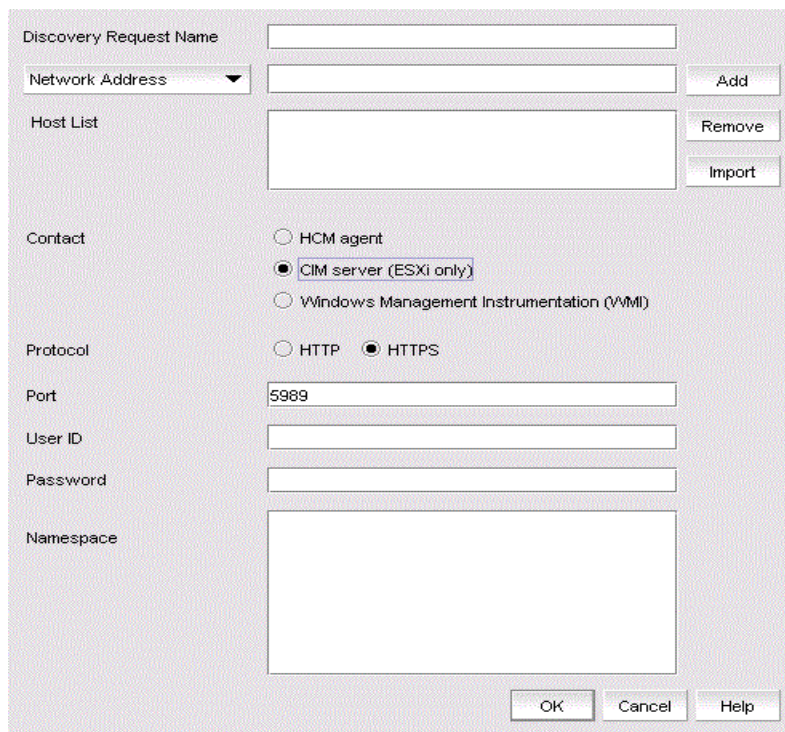 Discovery Request Name
Network Address
Add
Host List
Remove
Import
Contact
HCM agent
CIM server (ESXi only)
Windows Management Instrumentation (WMI)
Protocol
HTTP
HTTPS
Port
5989
User ID
Password
Namespace
OK
Cancel
Help